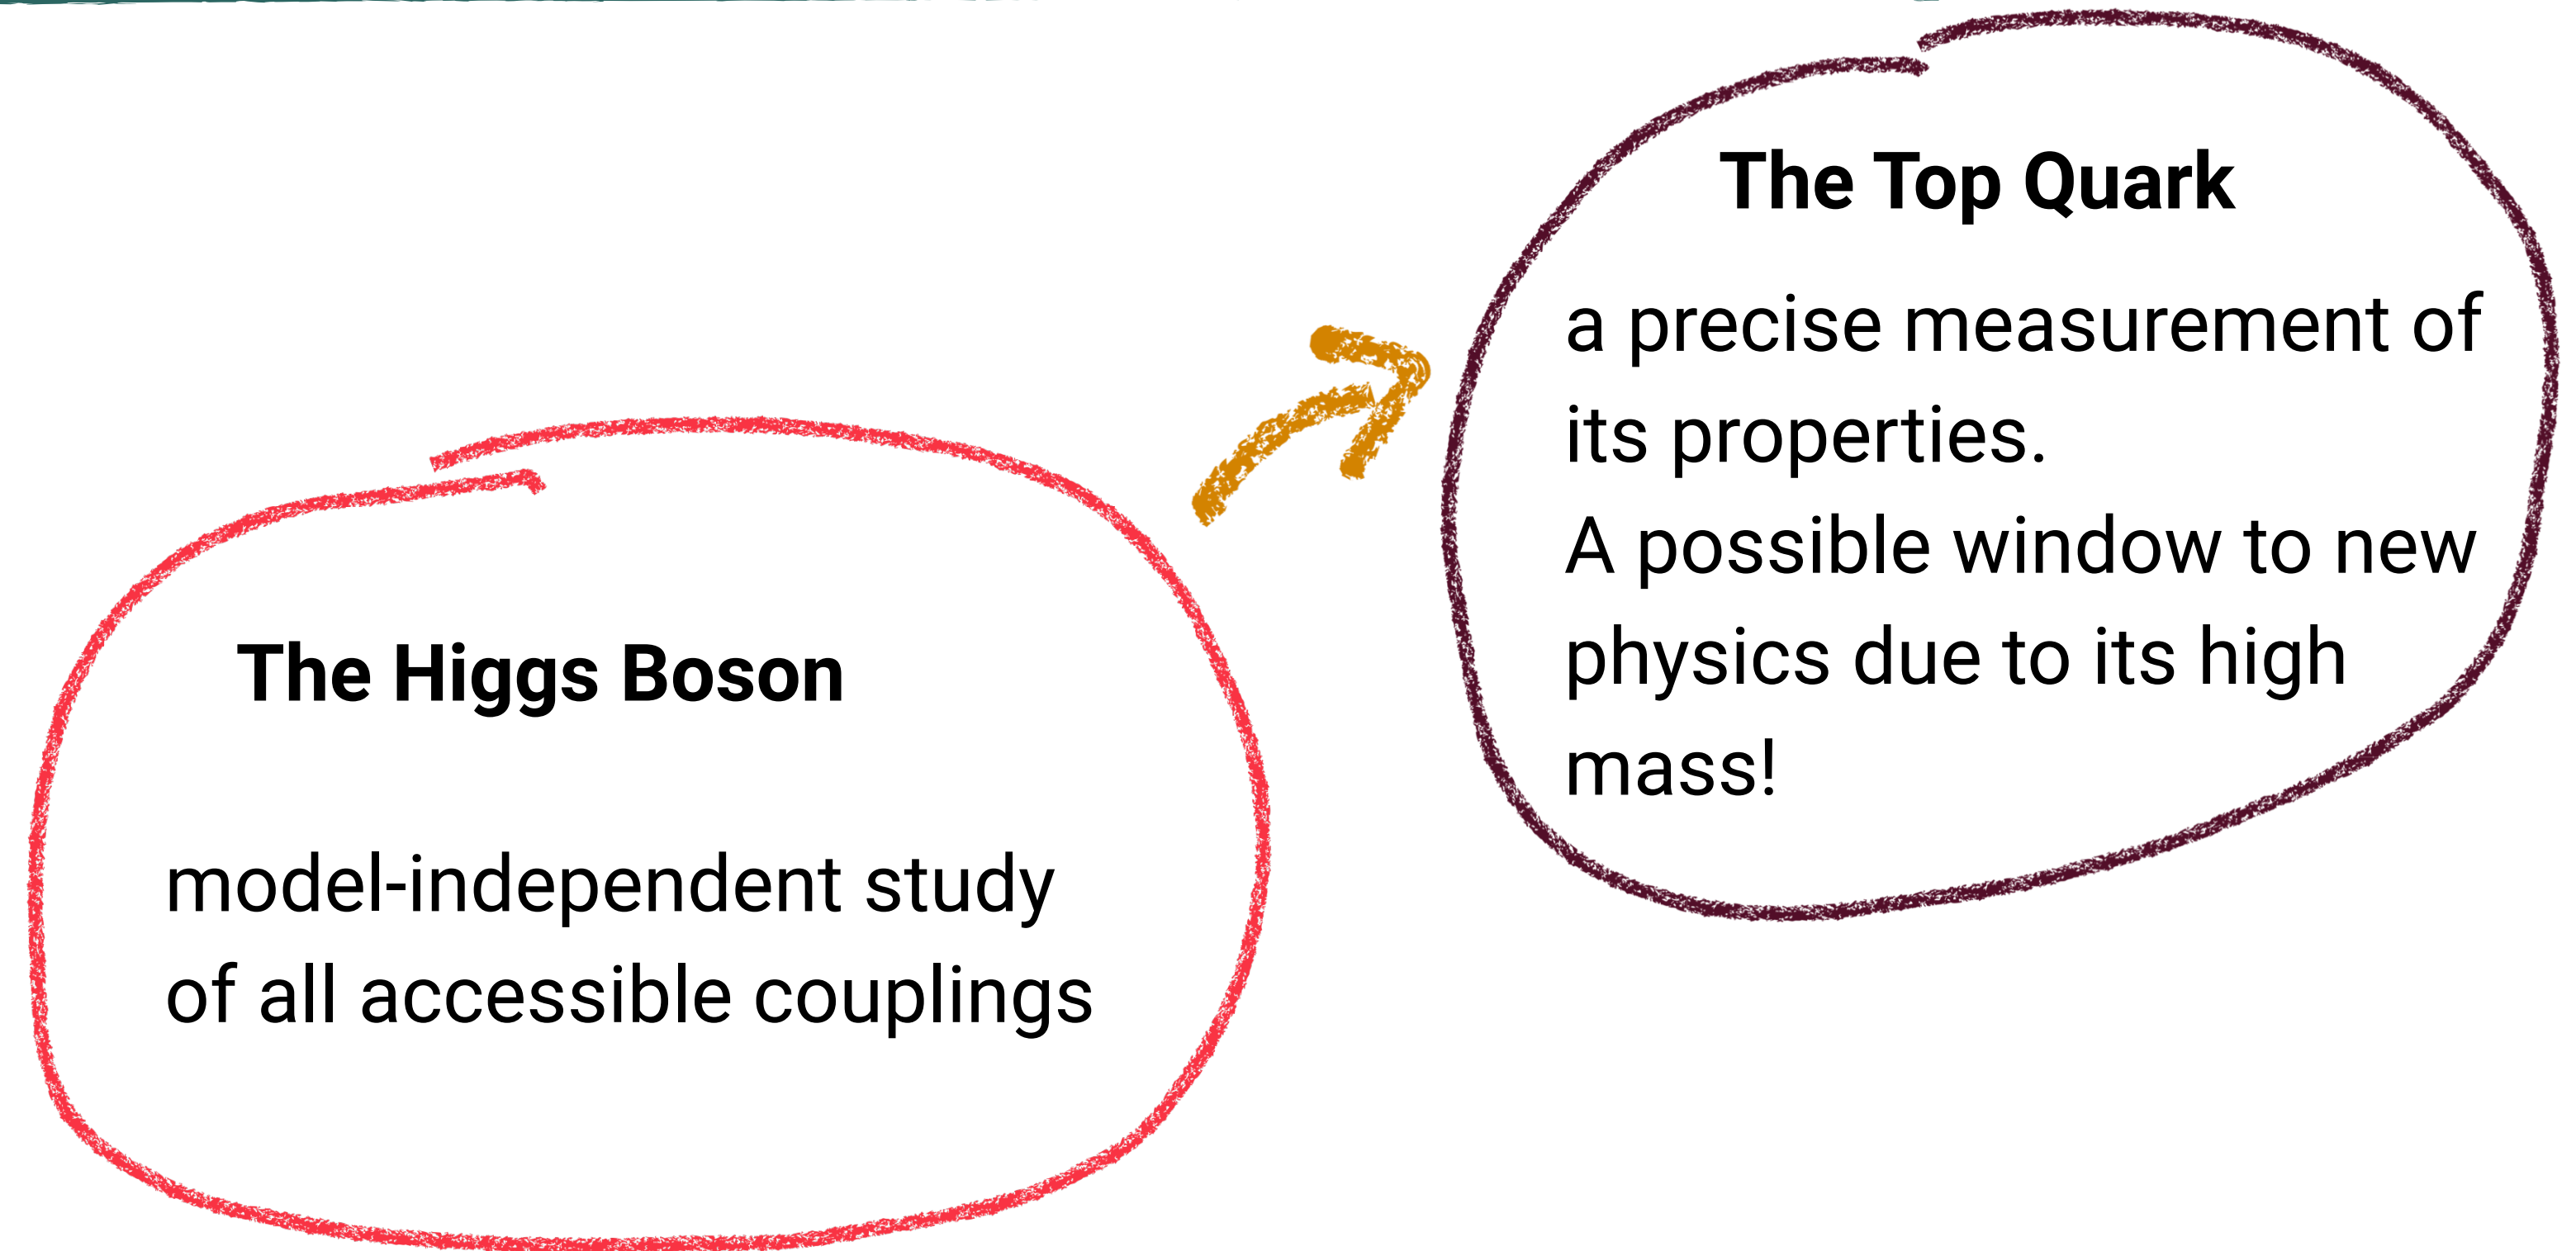 The Higgs Boson
model-independent study
of all accessible couplings
The Top Quark
a precise measurement of
its properties.
A possible window to new
physics due to its high
mass!